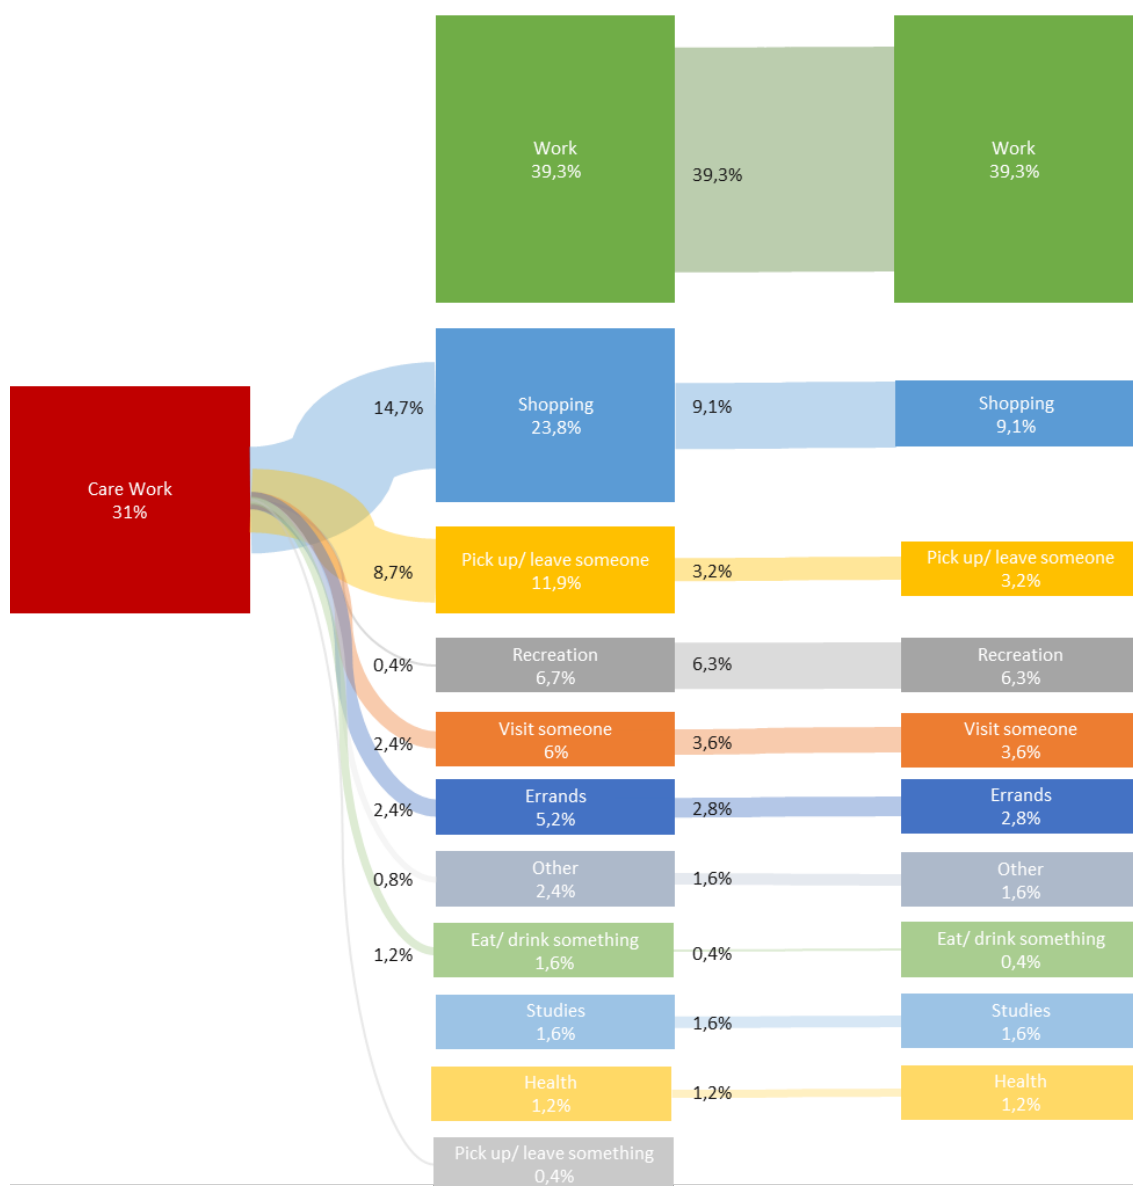 Work
39,3%
39,3%
Work
39,3%
Care Work
31%
14,7%
Shopping
23,8%
9,1%
Shopping
9,1%
8,7%
Pick up/ leave someone
11,9%
3,2%
Pick up/ leave someone
3,2%
0,4%
Recreation
6,7%
6,3%
Recreation
6,3%
2,4%
Visit someone
6%
3,6%
Visit someone
3,6%
2,4%
Errands
5,2%
2,8%
Errands
2,8%
0,8%
Other
2,4%
1,6%
Other
1,6%
1,2%
Eat/ drink something
1,6%
0,4%
Eat/ drink something
0,4%
Studies
1,6%
1,6%
Studies
1,6%
Health
1,2%
1,2%
Health
1,2%
Pick up/ leave something
0,4%